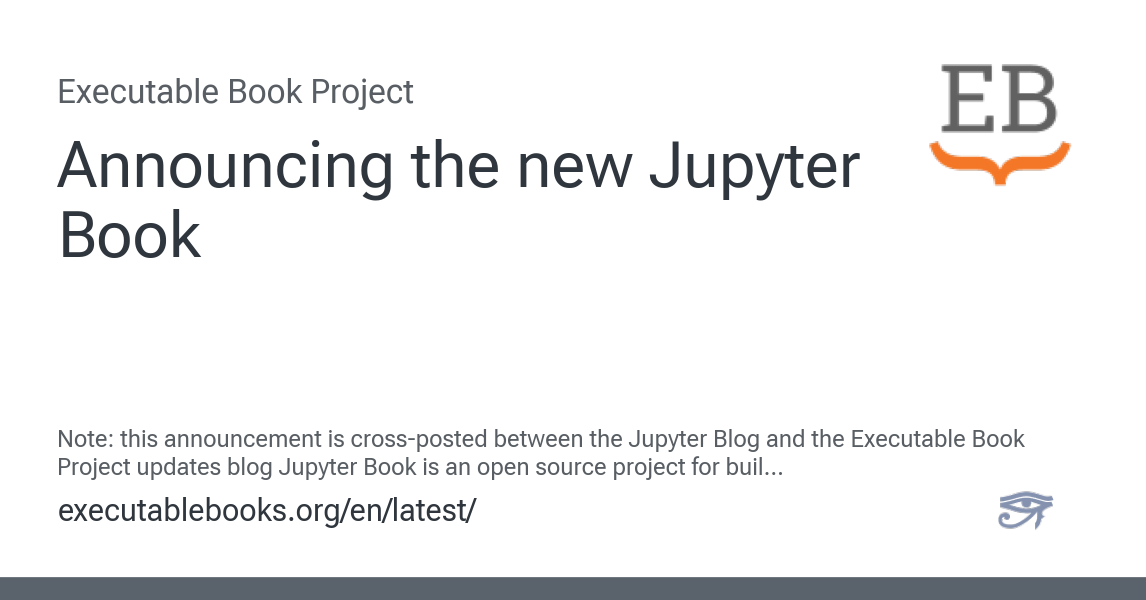 Executable Book Project
EB
Announcing the new Jupyter
Book
Note: this announcement is cross-posted between the Jupyter Blog and the Executable Book
Project updates blog Jupyter Book is an open source project for buil...
executablebooks.org/en/latest/